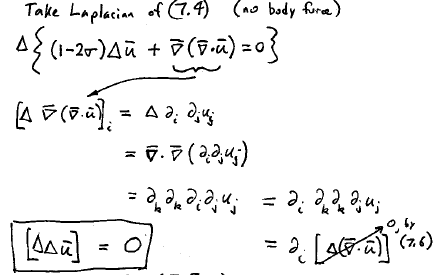 Take Laplacian of (7.4) (no body force)
Δ{(1-2σ)Δū + ∇̄(∇̄·ū) = 0}
[Δ ∇̄(∇̄·ū)]ᵢ = Δ ∂ᵢ ∂ⱼuⱼ
= ∇̄·∇̄(∂ᵢ∂ⱼuⱼ)
= ∂ₖ∂ₖ∂ᵢ∂ⱼuⱼ = ∂ᵢ ∂ₖ∂ₖ∂ⱼuⱼ
0, by
[ΔΔū] = 0 = ∂ᵢ [Δ(∇̄·ū)] (7.6)